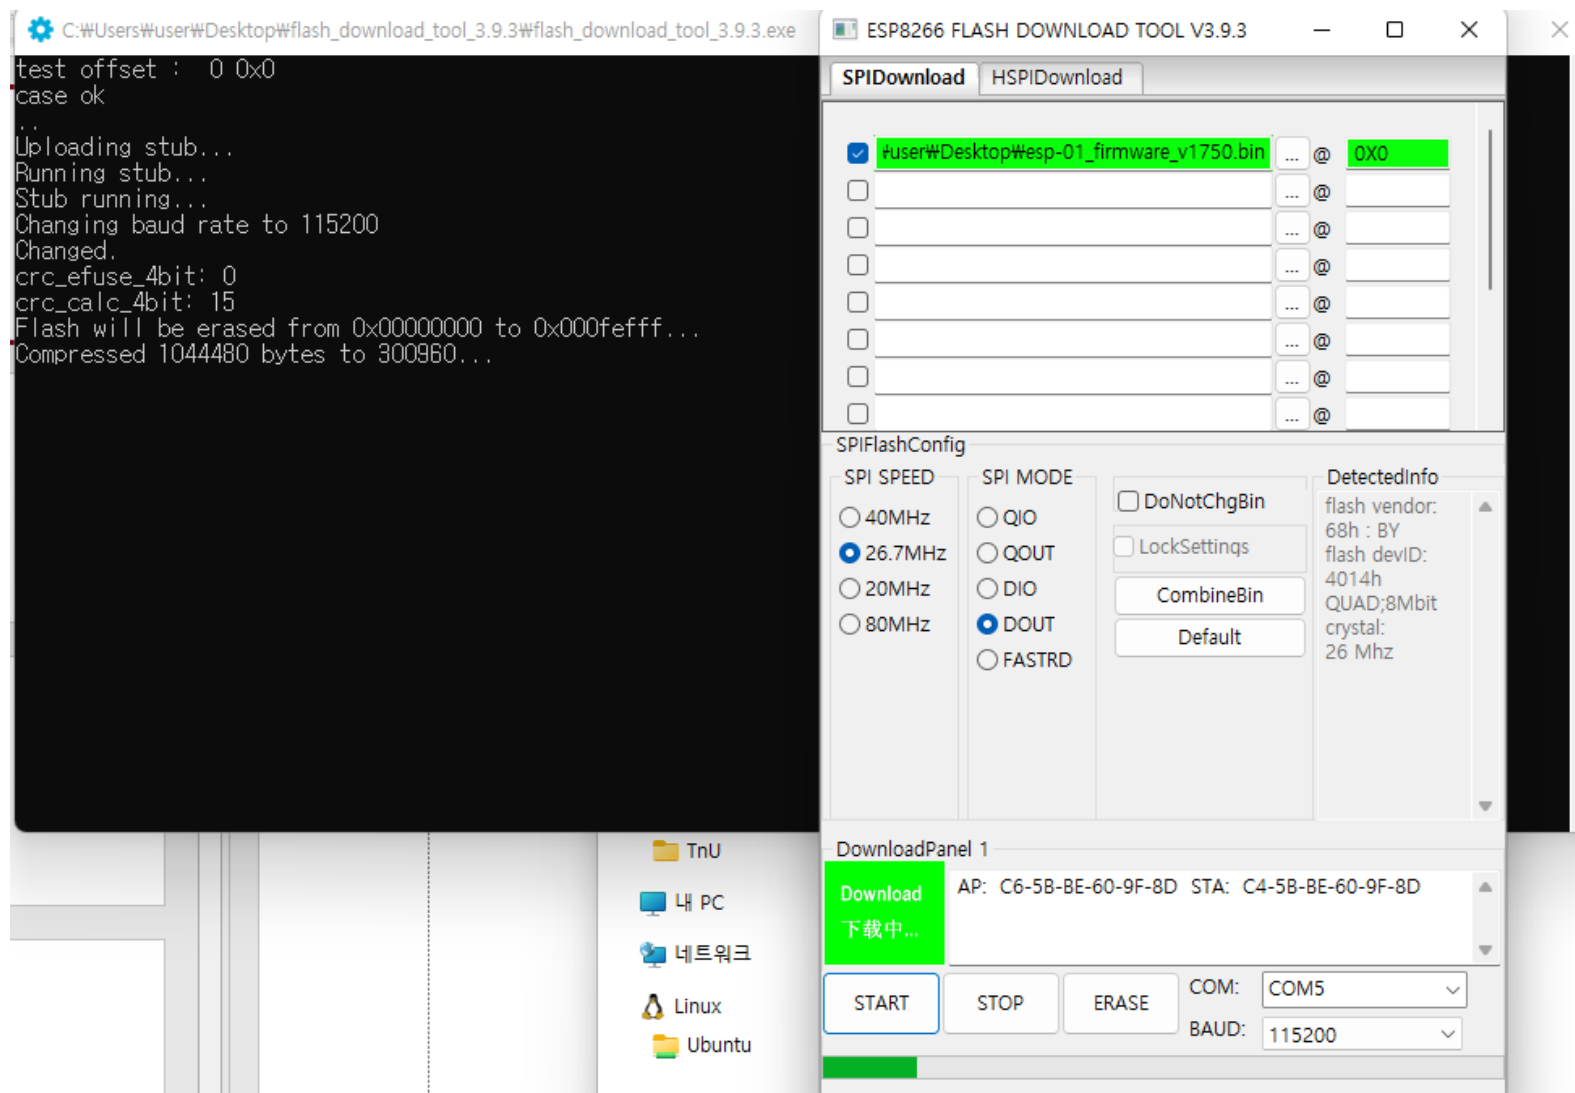 C:₩Users₩user₩Desktop₩flash_download_tool_3.9.3₩flash_download_tool_3.9.3.exe
test offset :  0 0x0
case ok
..
Uploading stub...
Running stub...
Stub running...
Changing baud rate to 115200
Changed.
crc_efuse_4bit: 0
crc_calc_4bit: 15
Flash will be erased from 0x00000000 to 0x000fefff...
Compressed 1044480 bytes to 300960...
TnU
내 PC
네트워크
Linux
Ubuntu
ESP8266 FLASH DOWNLOAD TOOL V3.9.3
SPIDownload HSPIDownload
₩user₩Desktop₩esp-01_firmware_v1750.bin ... @ 0X0
... @
... @
... @
... @
... @
... @
... @
SPIFlashConfig
SPI SPEED
40MHz
26.7MHz
20MHz
80MHz
SPI MODE
QIO
QOUT
DIO
DOUT
FASTRD
DoNotChgBin
LockSettings
CombineBin
Default
DetectedInfo
flash vendor:
68h : BY
flash devID:
4014h
QUAD;8Mbit
crystal:
26 Mhz
DownloadPanel 1
Download
下载中...
AP:  C6-5B-BE-60-9F-8D  STA:  C4-5B-BE-60-9F-8D
START STOP ERASE
COM: COM5
BAUD: 115200